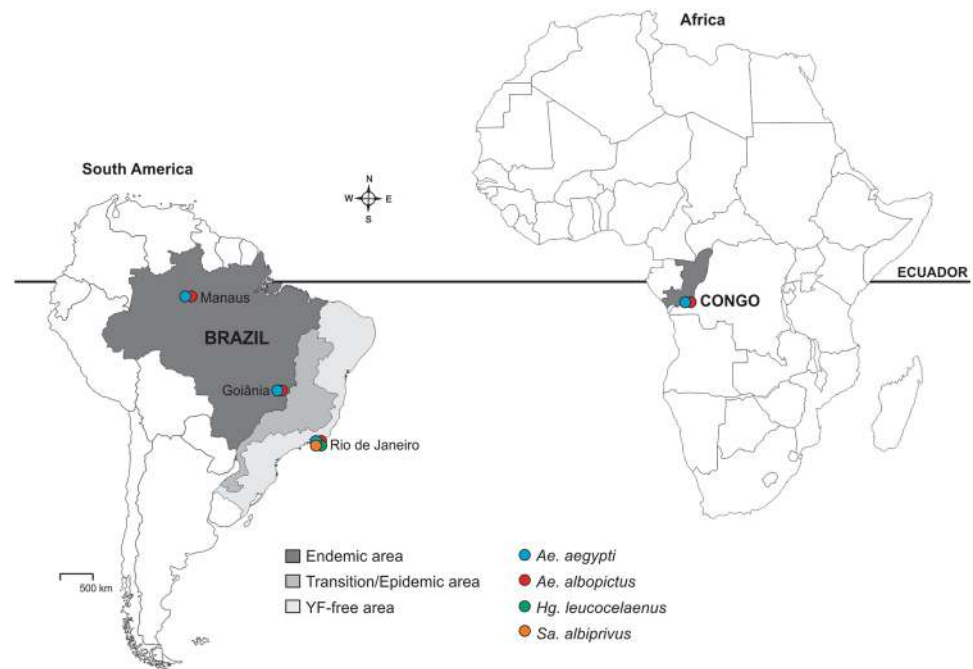 Africa
South America
N
W E
S
ECUADOR
Manaus
CONGO
BRAZIL
Goiânia
Rio de Janeiro
Endemic area
Transition/Epidemic area
YF-free area
500 km
Ae. aegypti
Ae. albopictus
Hg. leucocelaenus
Sa. albiprivus